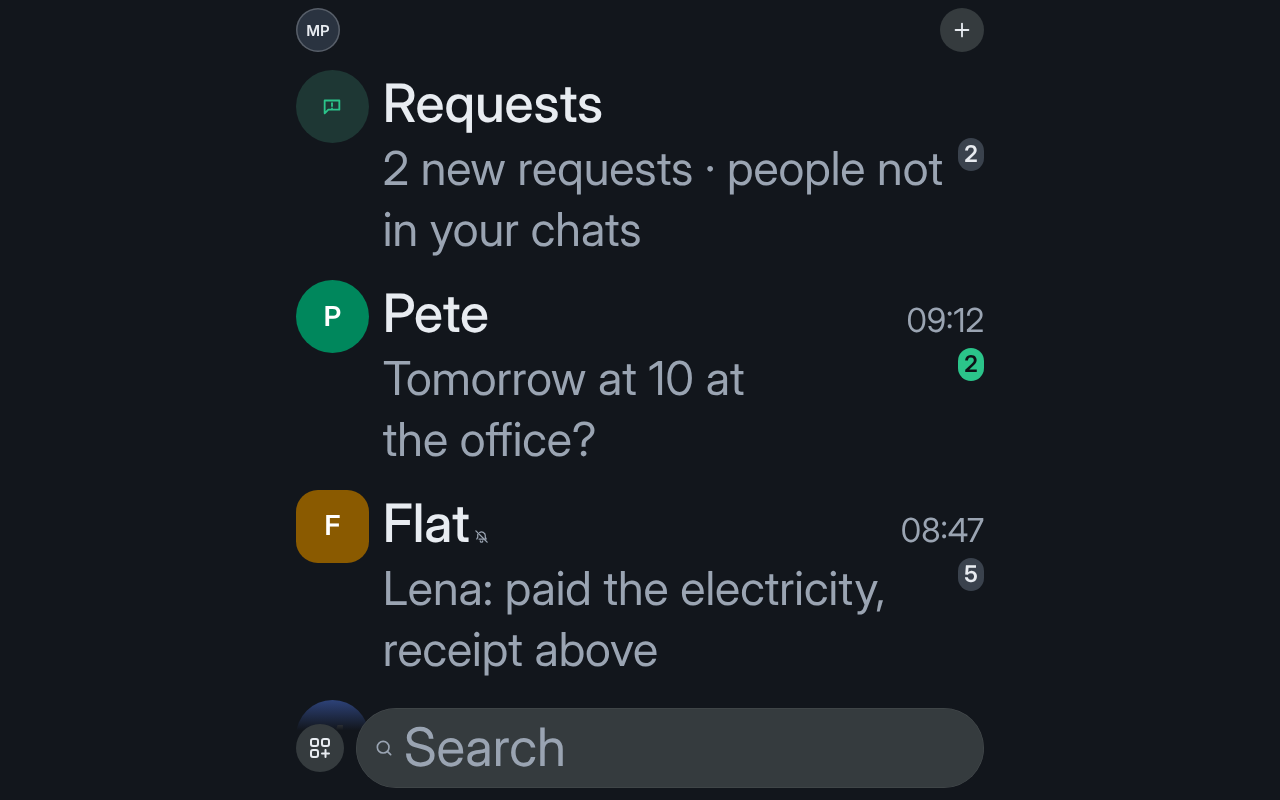 MP
Requests
2 new requests · people not
2
in your chats
P
Pete
09:12
Tomorrow at 10 at
2
the office?
F
Flat
08:47
Lena: paid the electricity,
5
receipt above
Search